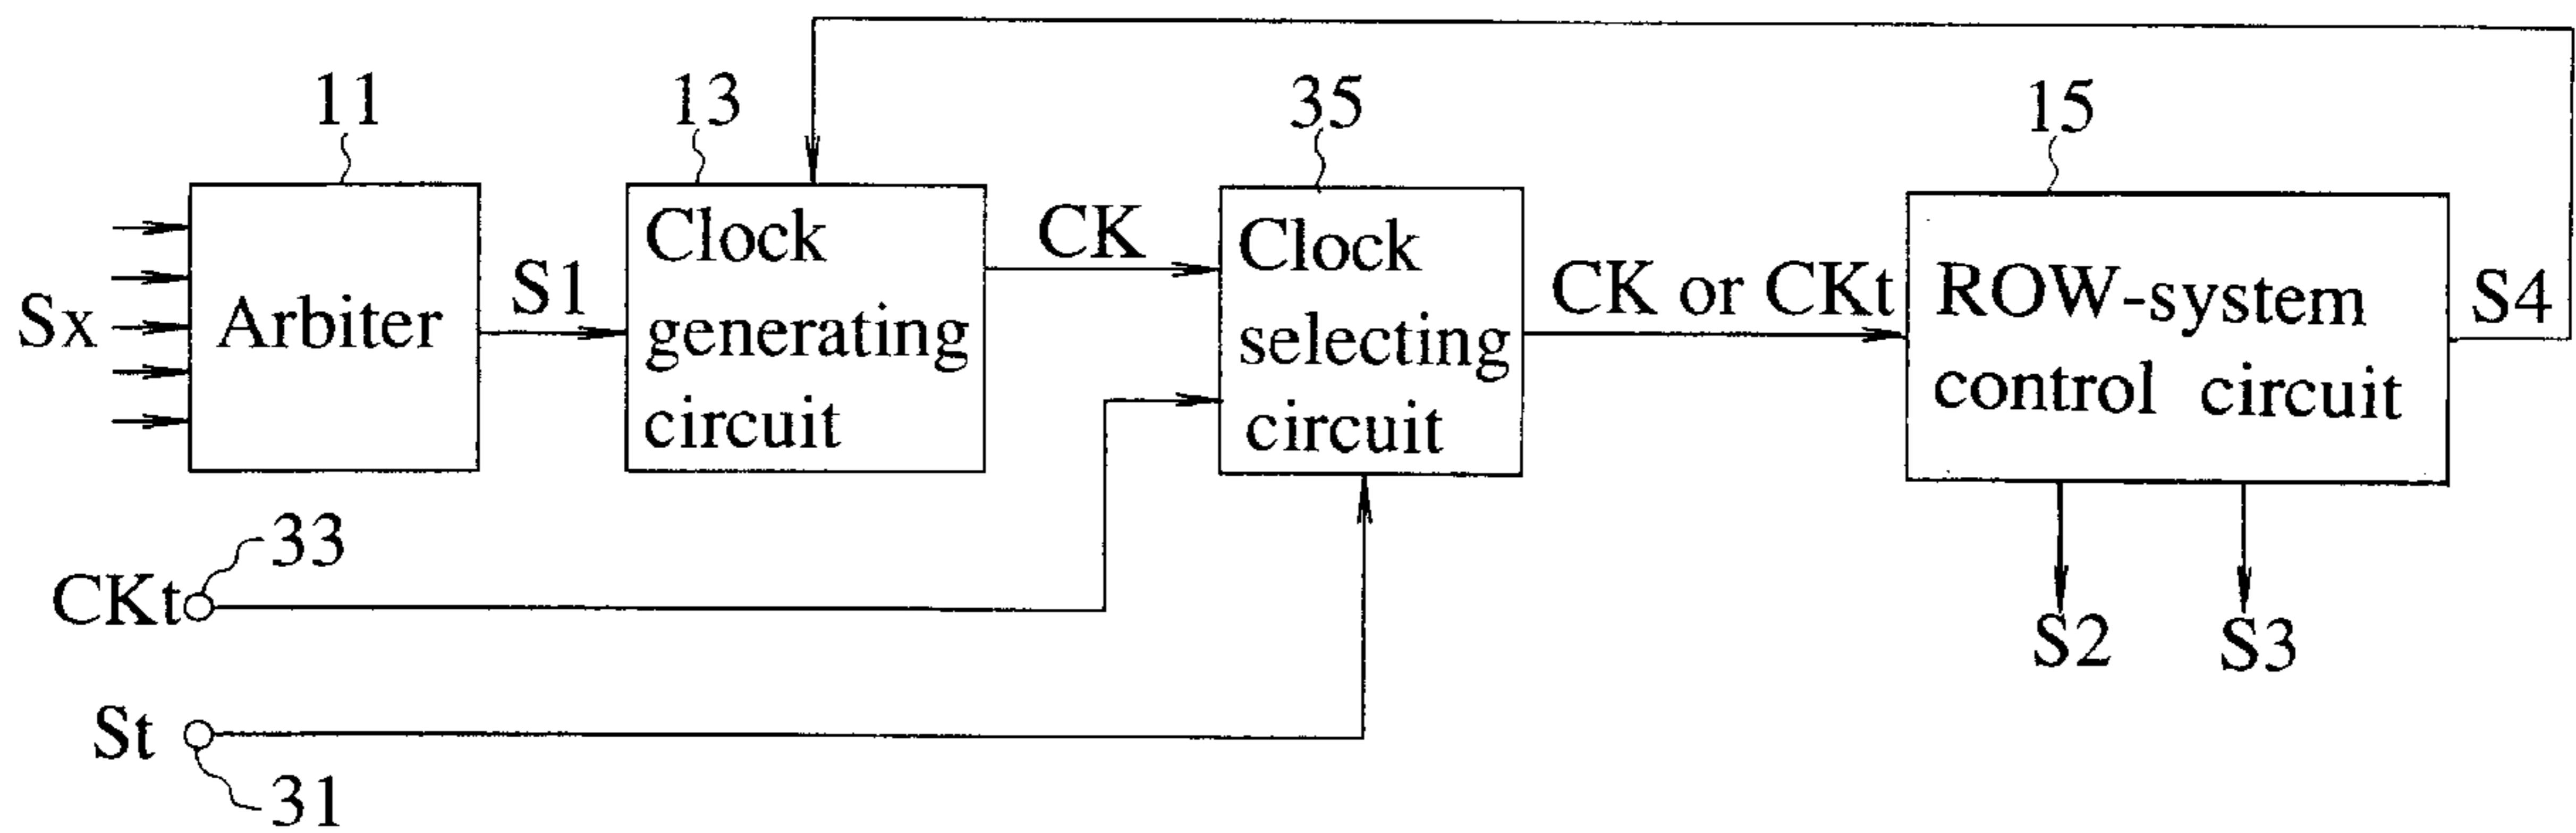 11
13
35
15
Sx
Arbiter
S1
Clock
generating
circuit
CK
Clock
selecting
circuit
CK or CKt
ROW-system
control circuit
S4
33
CKt
S2
S3
St
31